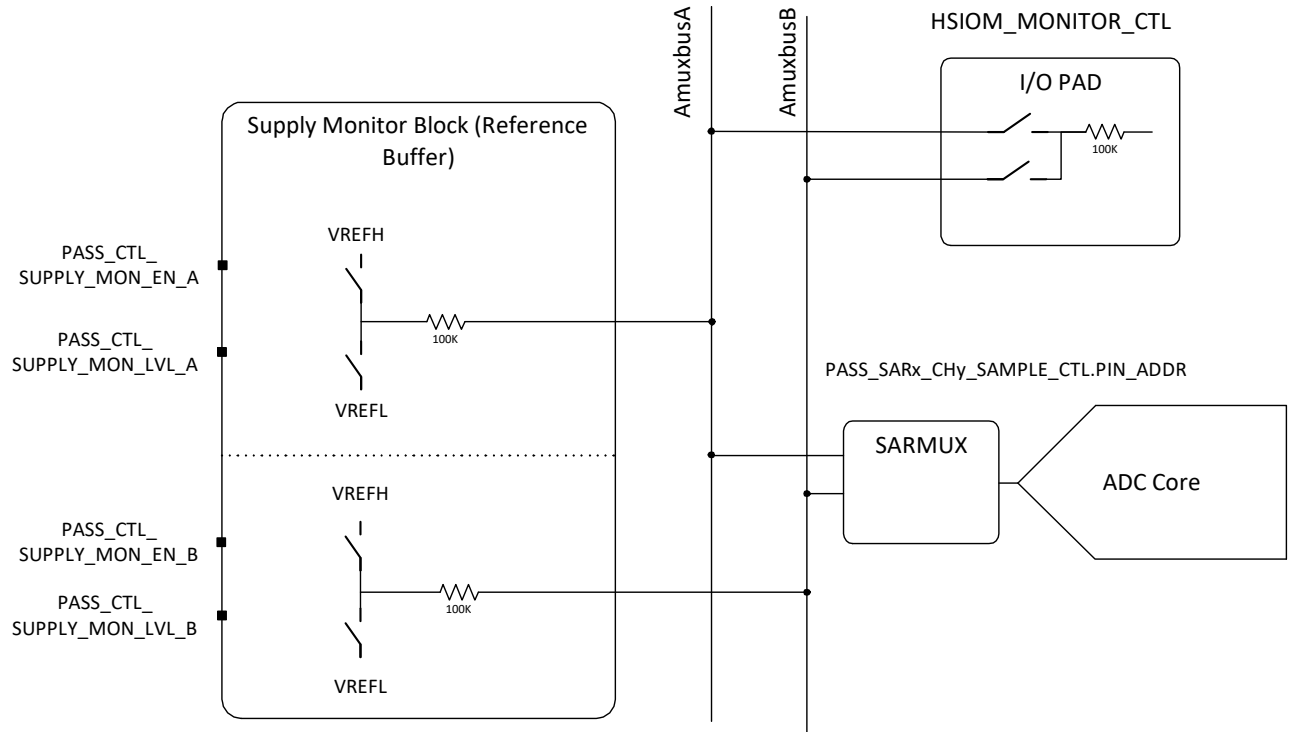 AmuxbusA
AmuxbusB
HSIOM_MONITOR_CTL
I/O PAD
100K
Supply Monitor Block (Reference
Buffer)
PASS_CTL_
SUPPLY_MON_EN_A
PASS_CTL_
SUPPLY_MON_LVL_A
VREFH
100K
VREFL
PASS_SARx_CHy_SAMPLE_CTL.PIN_ADDR
SARMUX
ADC Core
PASS_CTL_
SUPPLY_MON_EN_B
PASS_CTL_
SUPPLY_MON_LVL_B
VREFH
100K
VREFL